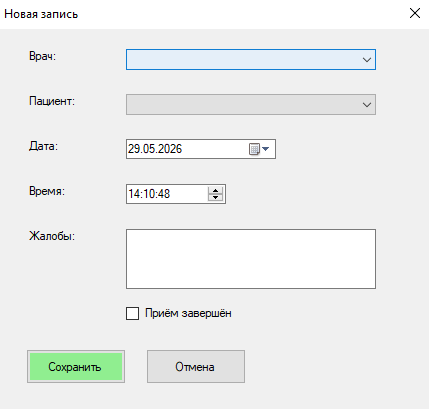 Новая запись
Врач:
Пациент:
Дата:
29.05.2026
Время:
14:10:48
Жалобы:
Приём завершён
Сохранить
Отмена